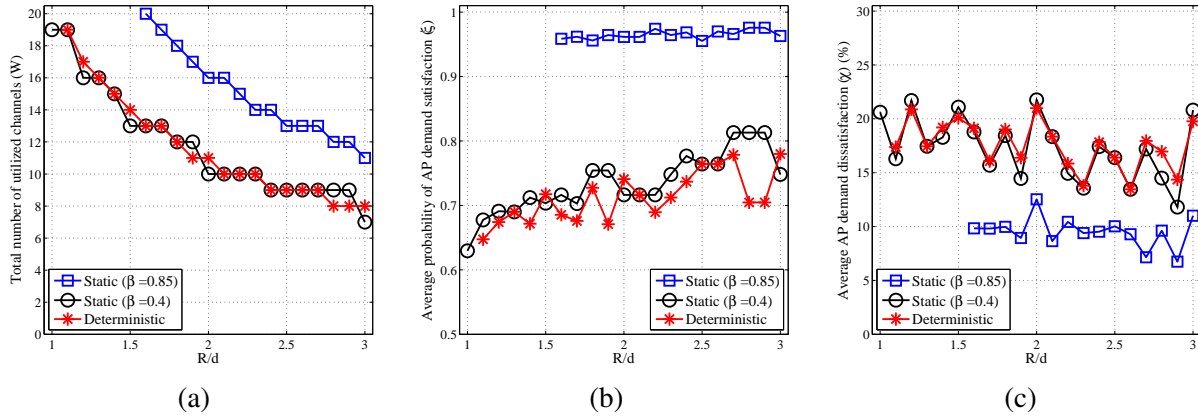 Total number of utilized channels (W)
20
18
16
14
12
10
8
6
4
2
0
Static (β =0.85)
Static (β =0.4)
Deterministic
1
1.5
2
2.5
3
R/d
(a)
Average probability of AP demand satisfaction (ξ)
1
0.9
0.8
0.7
0.6
0.5
Static (β =0.85)
Static (β =0.4)
Deterministic
1
1.5
2
2.5
3
R/d
(b)
Average AP demand dissatisfaction (χ) (%)
30
25
20
15
10
5
0
Static (β =0.85)
Static (β =0.4)
Deterministic
1
1.5
2
2.5
3
R/d
(c)